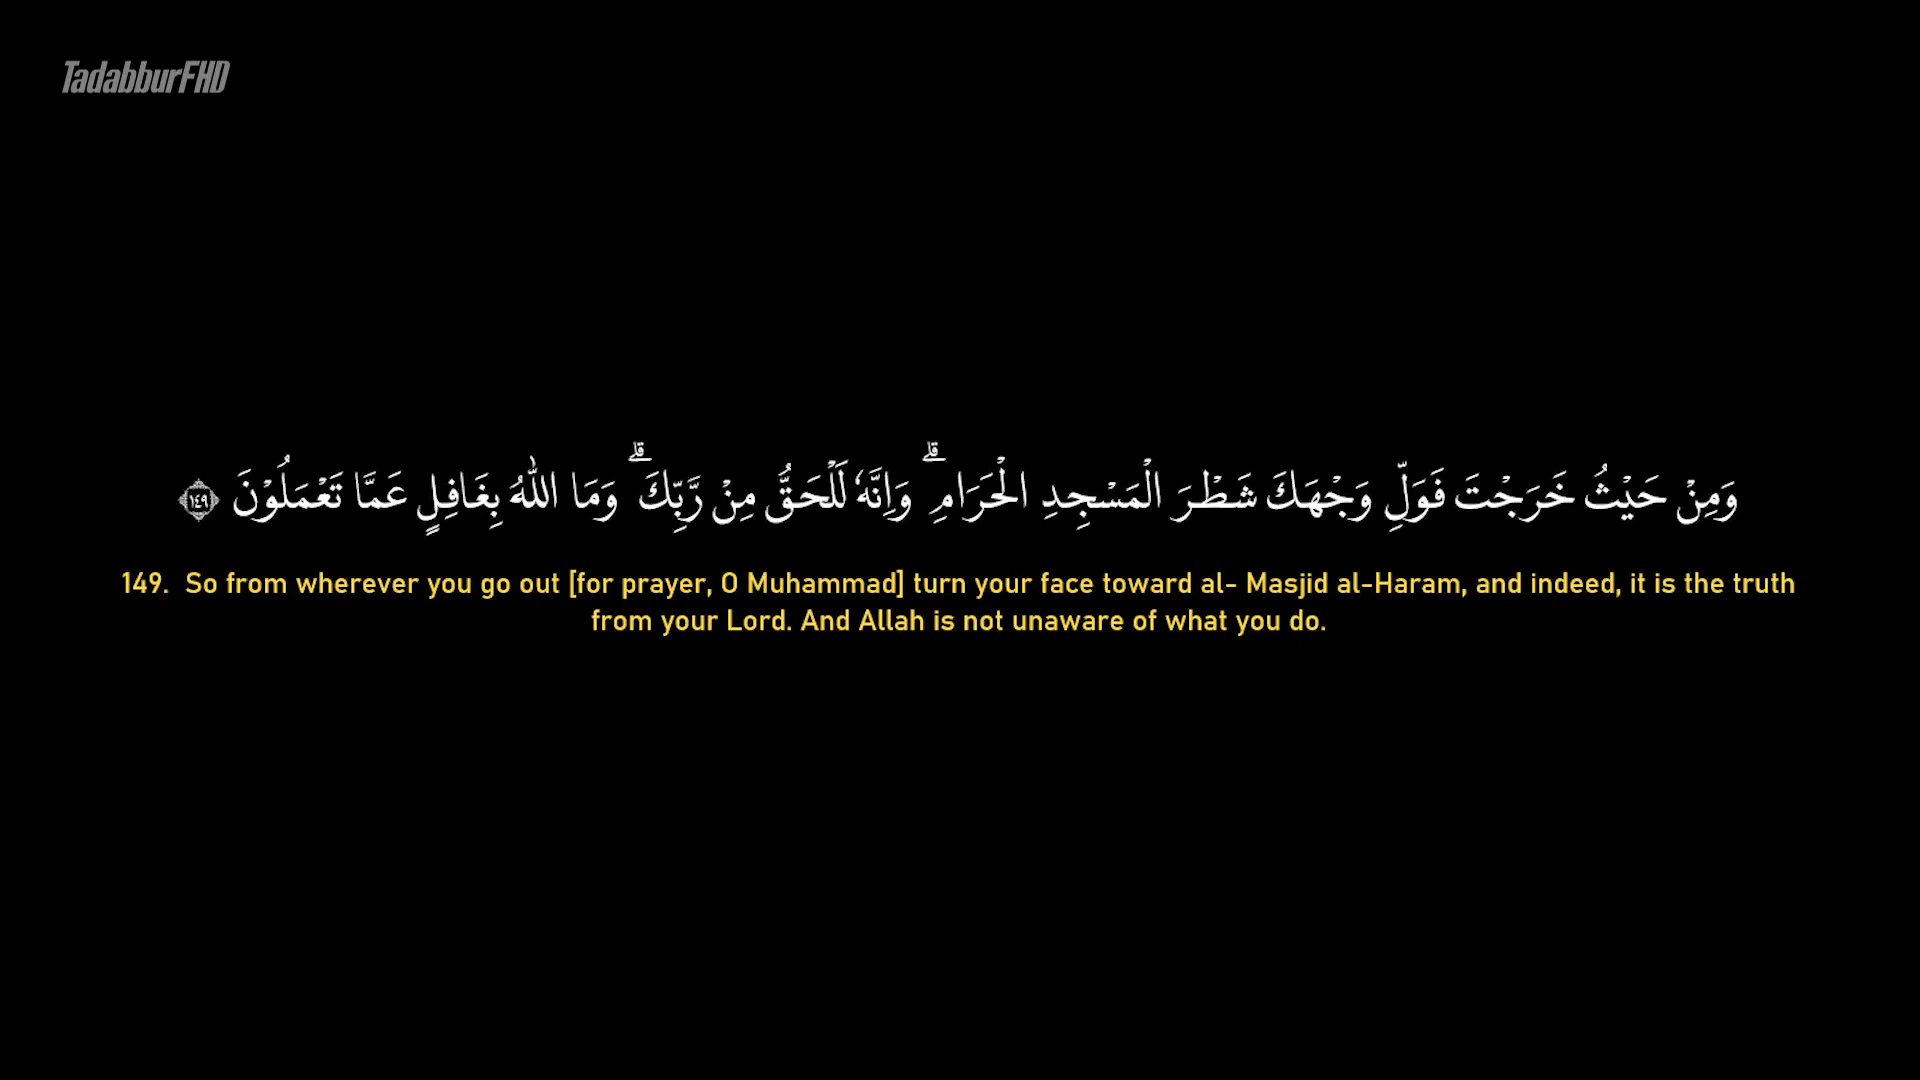 TadabburFHD
وَمِنْ حَيْثُ خَرَجْتَ فَوَلِّ وَجْهَكَ شَطْرَ الْمَسْجِدِ الْحَرَامِ ۗ وَاِنَّهٗ لَلْحَقُّ مِنْ رَّبِّكَ ۗ وَمَا اللّٰهُ بِغَافِلٍ عَمَّا تَعْمَلُوْنَ ١٤٩
149. So from wherever you go out [for prayer, O Muhammad] turn your face toward al- Masjid al-Haram, and indeed, it is the truth
from your Lord. And Allah is not unaware of what you do.